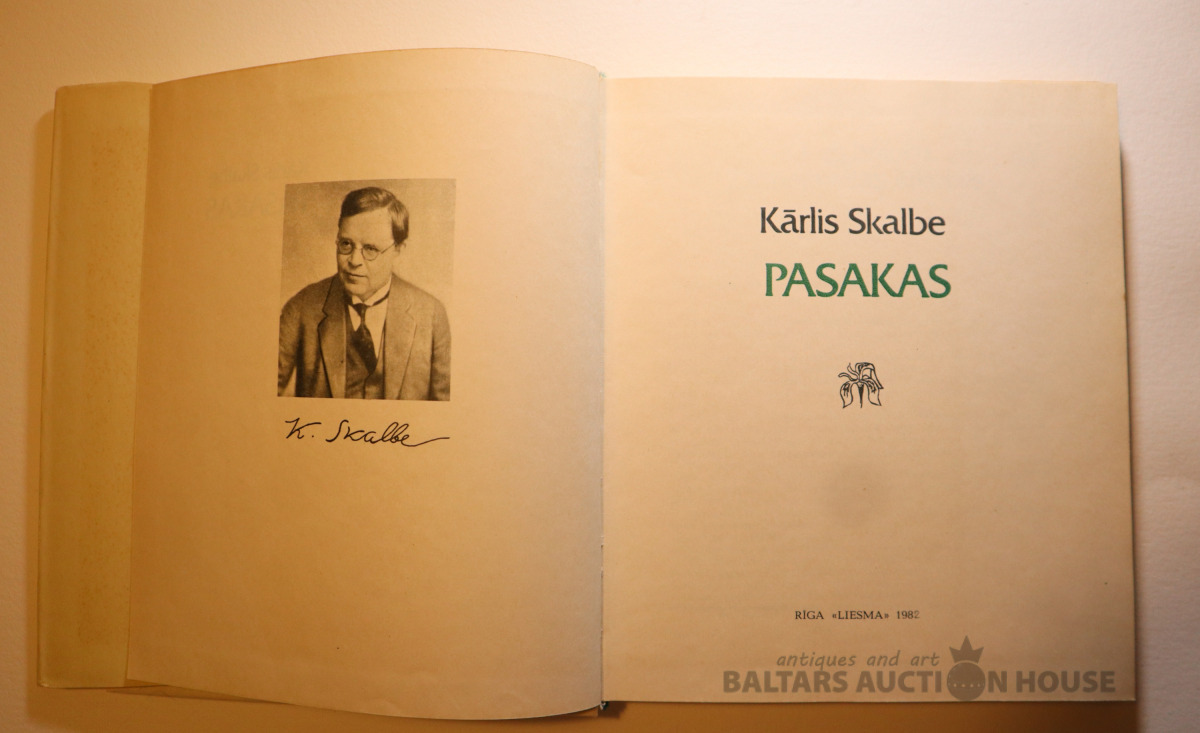 K. Skalbe
Kārlis Skalbe
PASAKAS
RĪGA «LIESMA» 1982
antiques and art
BALTARS AUCTION HOUSE